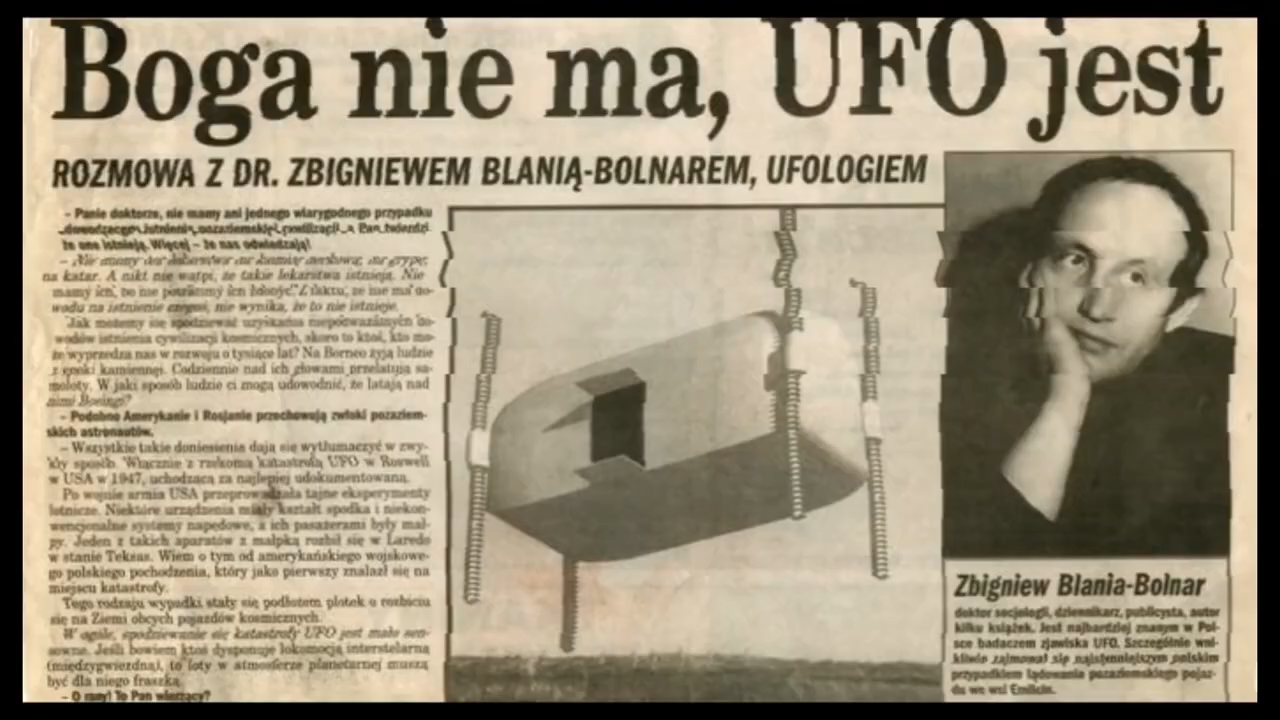 Boga nie ma, UFO jest
ROZMOWA Z DR. ZBIGNIEWEM BLANIĄ-BOLNAREM, UFOLOGIEM
– Panie doktorze, nie mamy ani jednego wiarygodnego przypadku
dowodzącego istnienia pozaziemskiej cywilizacji, a Pan twierdzi
że one istnieją. Więcej – że nas odwiedzają!
– Nie mamy
na katar. A nikt nie wątpi, że takie lekarstwa istnieją. Nie
mamy ich, bo nie potrafimy ich złożyć. Z faktu, że nie ma do-
wodu na istnienie czegoś, nie wynika, że to nie istnieje.
Jak możemy się spodziewać uzyskania niepodważalnych do-
wodów istnienia cywilizacji kosmicznych, skoro to ktoś, kto mo-
że wyprzedza nas w rozwoju o tysiące lat? Na Borneo żyją ludzie
z epoki kamiennej. Codziennie nad ich głowami przelatują sa-
moloty. W jaki sposób ludzie ci mogą udowodnić, że latają nad
nimi Boeingi?
– Podobno Amerykanie i Rosjanie przechowują zwłoki pozaziem-
skich astronautów.
– Wszystkie takie doniesienia dają się wytłumaczyć w zwy-
kły sposób. Włącznie z rzekomą katastrofą UFO w Roswell
w USA w 1947, uchodzącą za najlepiej udokumentowaną.
Po wojnie armia USA przeprowadzała tajne eksperymenty
lotnicze. Niektóre urządzenia miały kształt spodka i niekon-
wencjonalne systemy napędowe, a ich pasażerami były mał-
py. Jeden z takich aparatów z małpką rozbił się w Laredo
w stanie Teksas. Wiem o tym od amerykańskiego wojskowe-
go polskiego pochodzenia, który jako pierwszy znalazł się na
miejscu katastrofy.
Tego rodzaju wypadki stały się podłożem plotek o rozbiciu
się na Ziemi obcych pojazdów kosmicznych.
W ogóle, spodziewanie się katastrofy UFO jest mało sen-
sowne. Jeśli bowiem ktoś dysponuje lokomocją interstelarną
(międzygwiezdną), to loty w atmosferze planetarnej muszą
być dla niego fraszką.
– O rany! To Pan wierzący?
Zbigniew Blania-Bolnar
doktor socjologii, dziennikarz, publicysta, autor
kilku książek. Jest najbardziej znanym w Pol-
sce badaczem zjawiska UFO. Szczególnie wni-
kliwie zajmował się najsłynniejszym polskim
przypadkiem lądowania pozaziemskiego pojaz-
du we wsi Emilcin.